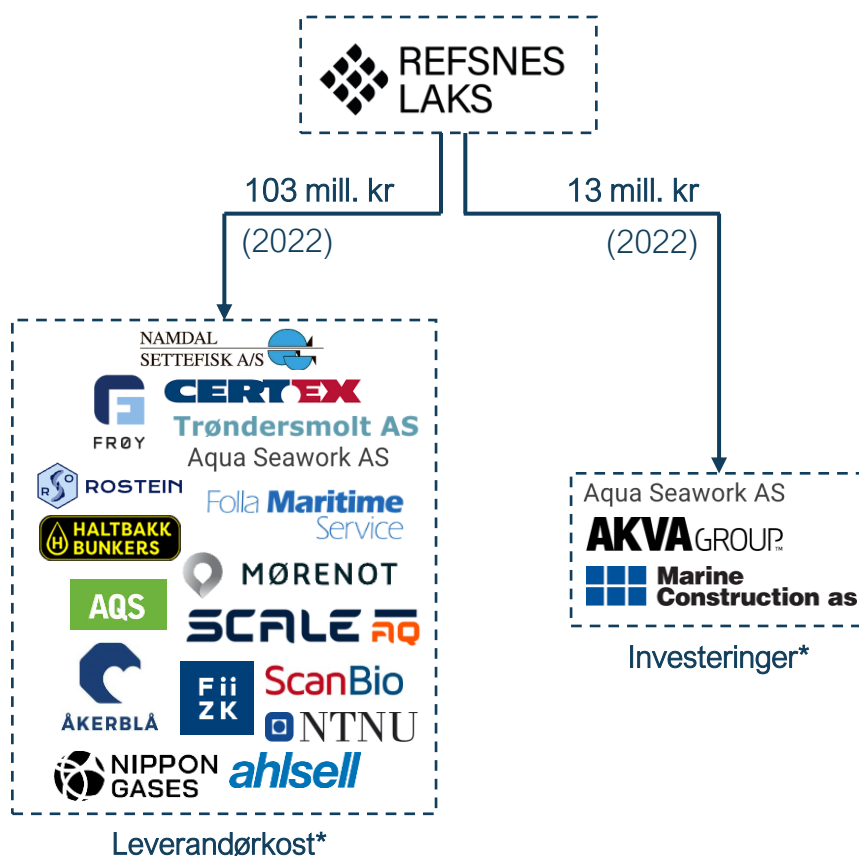 REFSNES
LAKS
103 mill. kr
(2022)
13 mill. kr
(2022)
NAMDAL
SETTEFISK A/S
FRØY
CERTEX
Trøndersmolt AS
Aqua Seawork AS
RSO
ROSTEIN
Folla Maritime
Service
H
HALTBAKK
BUNKERS
MØRENOT
AQS
SCALE AQ
ÅKERBLÅ
Fii
ZK
ScanBio
NTNU
NIPPON
GASES
ahlsell
Leverandørkost*
Aqua Seawork AS
AKVA GROUP™
Marine
Construction as
Investeringer*